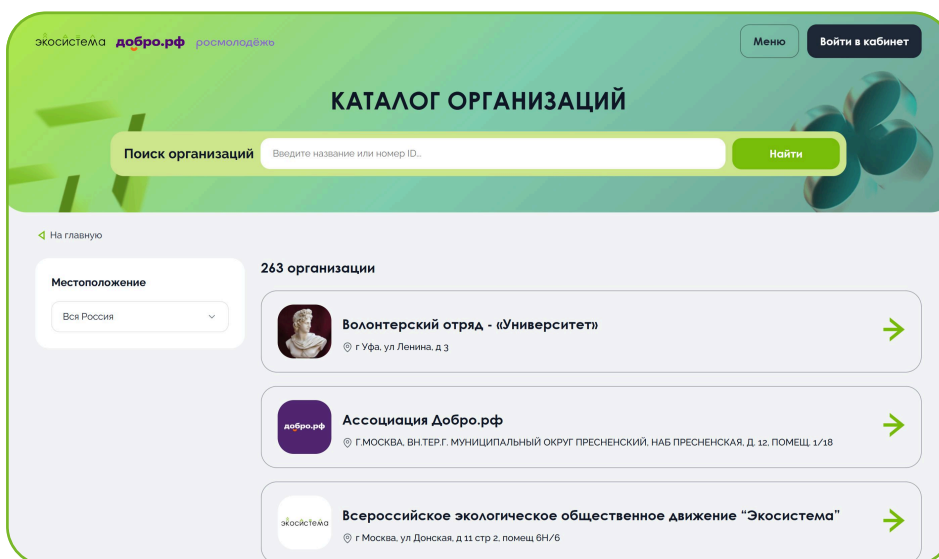 экосистема добро.рф росмолодёжь
Меню
Войти в кабинет
КАТАЛОГ ОРГАНИЗАЦИЙ
Поиск организаций
Введите название или номер ID...
Найти
На главную
Местоположение
Вся Россия
263 организации
Волонтерский отряд - «Университет»
г Уфа, ул Ленина, д 3
добро.рф
Ассоциация Добро.рф
Г.МОСКВА, ВН.ТЕР.Г. МУНИЦИПАЛЬНЫЙ ОКРУГ ПРЕСНЕНСКИЙ, НАБ ПРЕСНЕНСКАЯ, Д. 12, ПОМЕЩ. 1/18
экосистема
Всероссийское экологическое общественное движение “Экосистема”
г Москва, ул Донская, д 11 стр 2, помещ 6Н/6